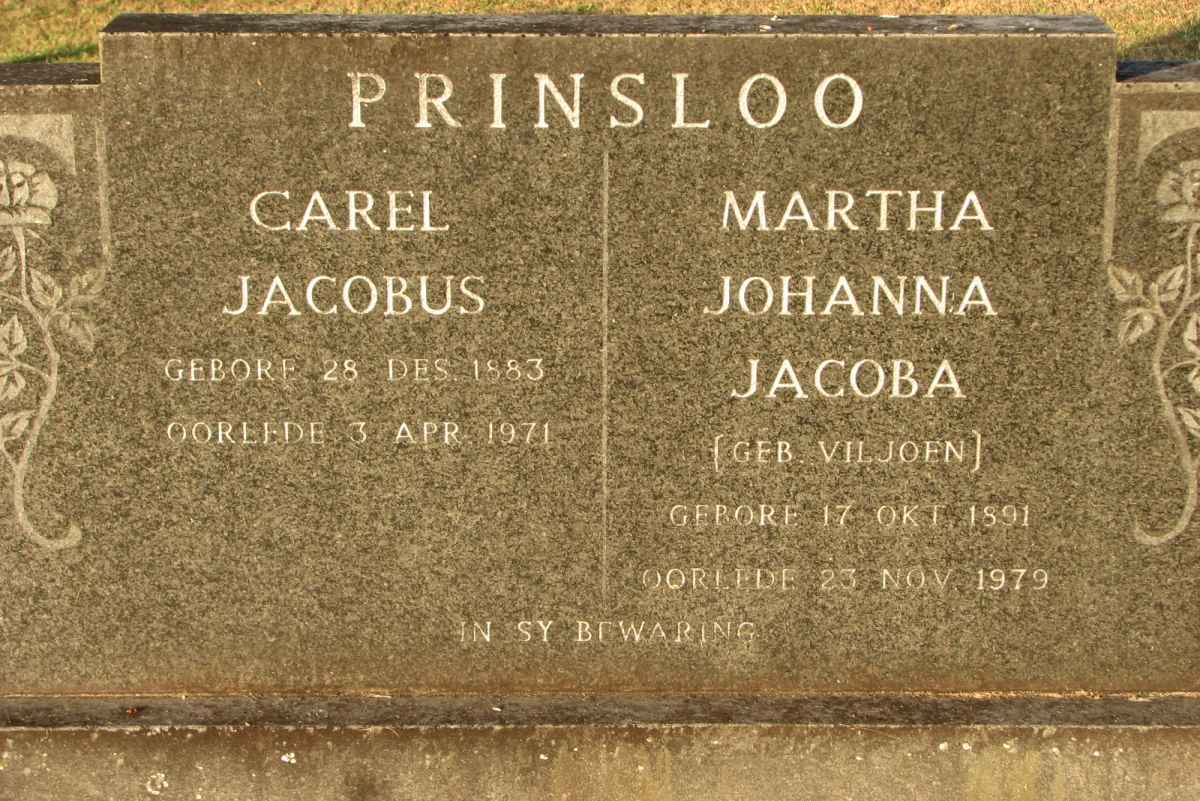 PRINSLOO
CAREL
JACOBUS
GEBORE 28 DES. 1883
OORLEDE 3 APR. 1971
MARTHA
JOHANNA
JACOBA
(GEB. VILJOEN)
GEBORE 17 OKT. 1891
OORLEDE 23 NOV. 1979
IN SY BEWARING